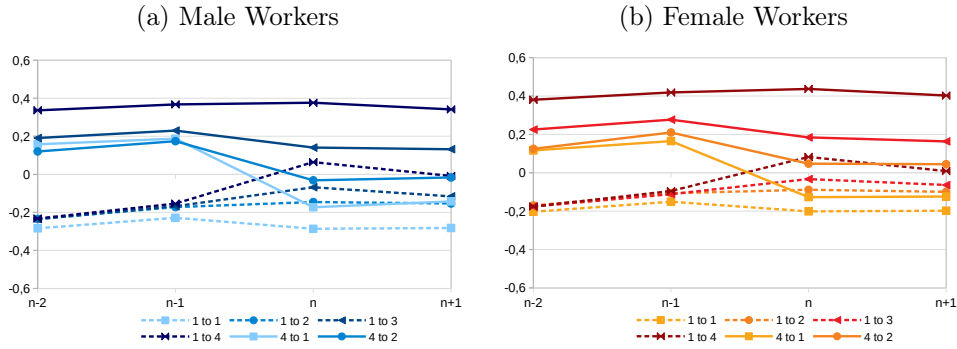 (a) Male Workers
0,6
0,4
0,2
0
-0,2
-0,4
-0,6
n-2 n-1 n n+1
1 to 1 1 to 2 1 to 3
1 to 4 4 to 1 4 to 2
(b) Female Workers
0,6
0,4
0,2
0
-0,2
-0,4
-0,6
n-2 n-1 n n+1
1 to 1 1 to 2 1 to 3
1 to 4 4 to 1 4 to 2